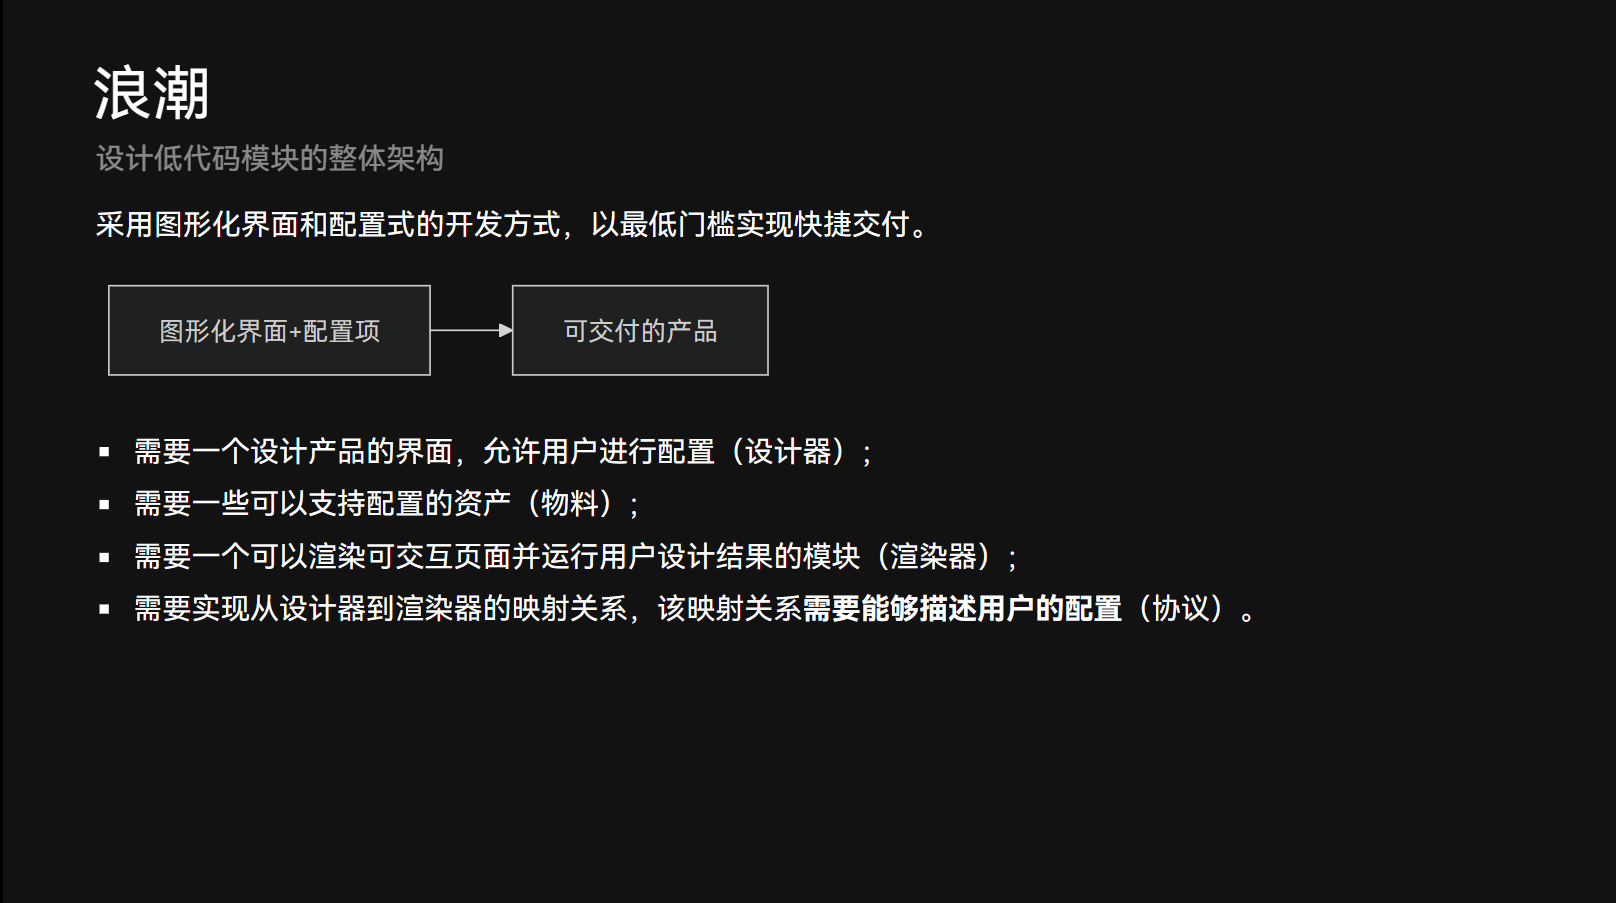 浪潮
设计低代码模块的整体架构
采用图形化界面和配置式的开发方式，以最低门槛实现快捷交付。
图形化界面+配置项
可交付的产品
需要一个设计产品的界面，允许用户进行配置（设计器）；
需要一些可以支持配置的资产（物料）；
需要一个可以渲染可交互页面并运行用户设计结果的模块（渲染器）；
需要实现从设计器到渲染器的映射关系，该映射关系需要能够描述用户的配置（协议）。